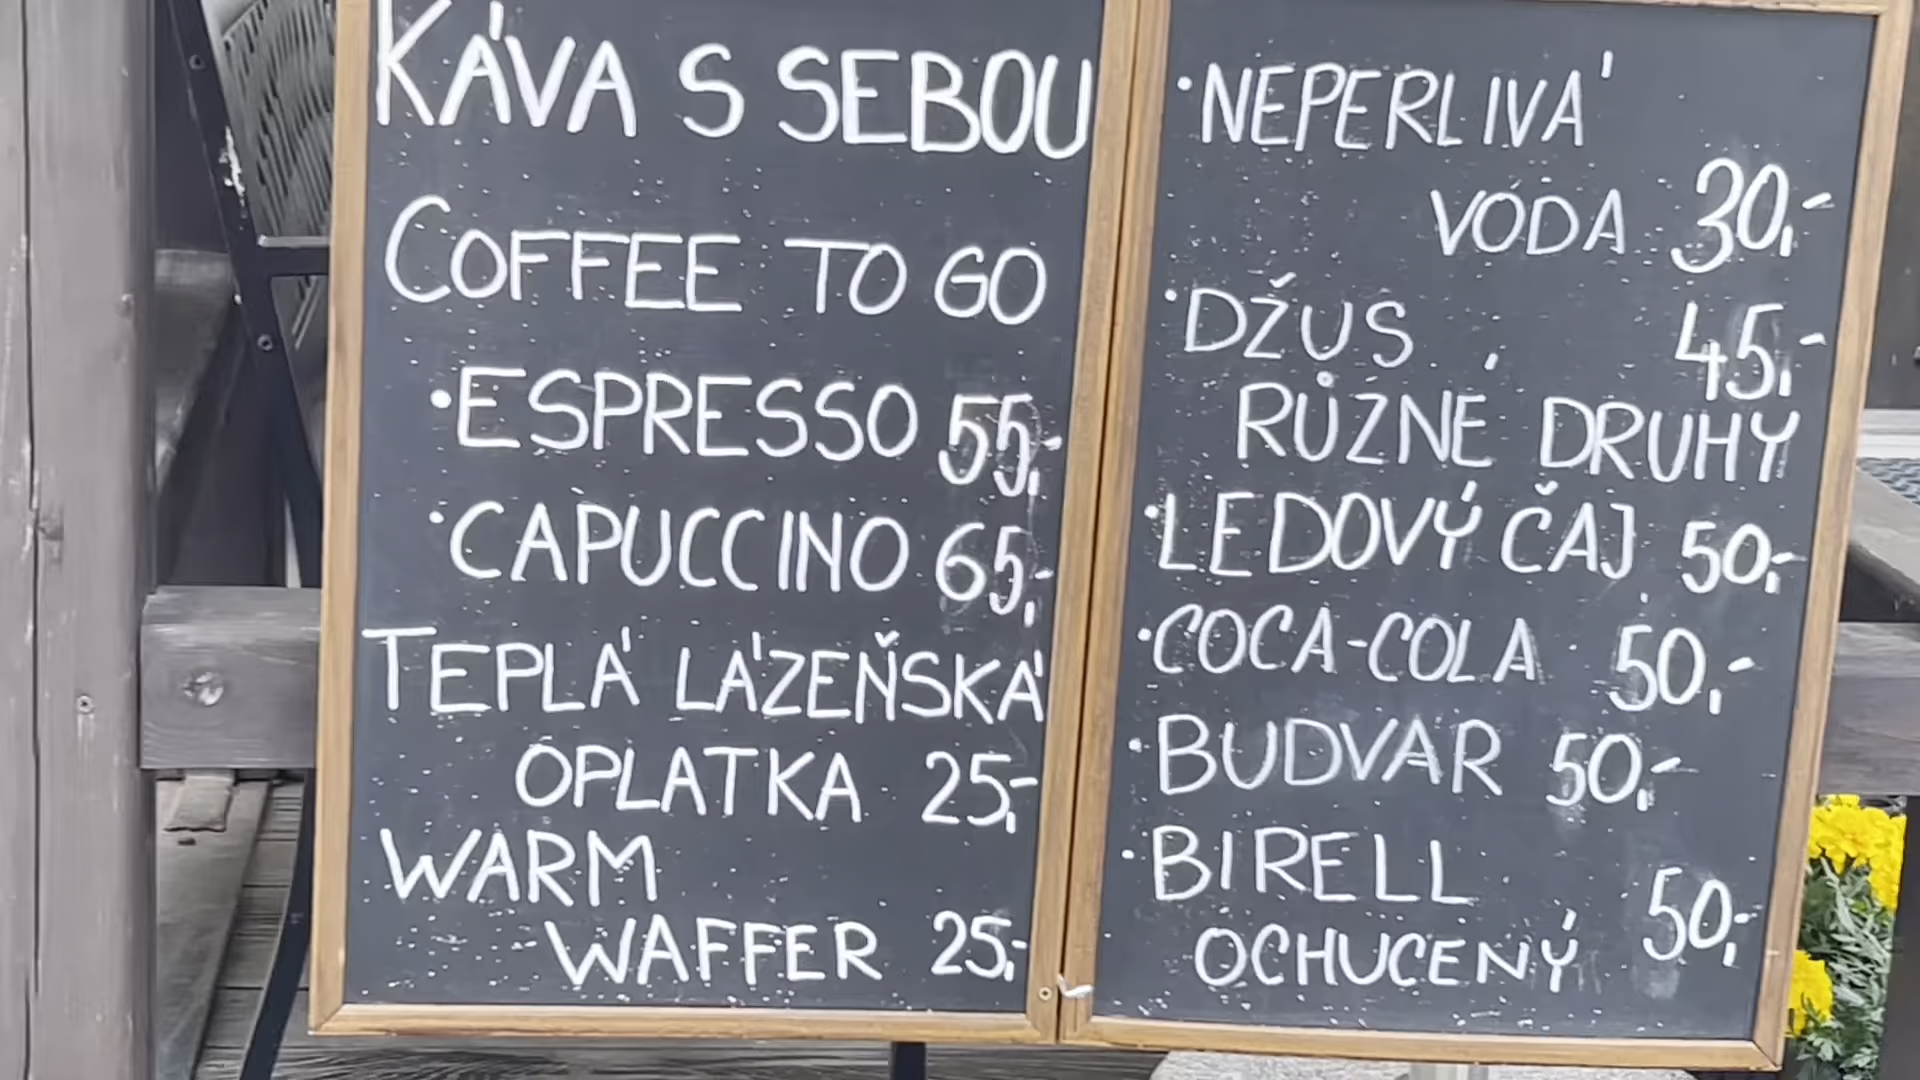 KÁVA S SEBOU
COFFEE TO GO
•ESPRESSO 55,-
•CAPUCCINO 65,-
TEPLÁ LÁZEŇSKÁ
OPLATKA 25,-
WARM
WAFFER 25,-
•NEPERLIVÁ
VODA 30,-
•DŽUS 45,-
RŮZNÉ DRUHY
•LEDOVÝ ČAJ 50,-
•COCA-COLA 50,-
•BUDVAR 50,-
•BIRELL
OCHUCENÝ 50,-